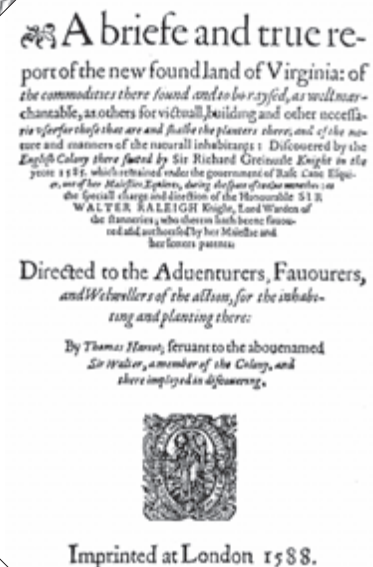 A briefe and true re-
port of the new found land of Virginia: of
the commodities there found and to be raysed, as well mar-
chantable, as others for victuall, building and other necessa-
rie vses for those that are and shalbe the planters there; and of the na-
ture and manners of the naturall inhabitants: Discouered by the
English Colony there seated by Sir Richard Greinuile Knight in the
yeere 1585. which remained vnder the gouernment of Rafe Lane Esqui-
er, one of her Maiesties Equieres, during the space of twelue monethes: at
the speciall charge and direction of the Honourable SIR
WALTER RALEIGH Knight, Lord Warden of
the stanneries; who therein hath beene fauou-
red and authorised by her Maiestie and
her letters patents:
Directed to the Aduenturers, Fauourers,
and Welwillers of the action, for the inhabi-
ting and planting there:
By Thomas Hariot; seruant to the abouenamed
Sir Walter, a member of the Colony, and
there imployed in discouering.
Imprinted at London 1588.